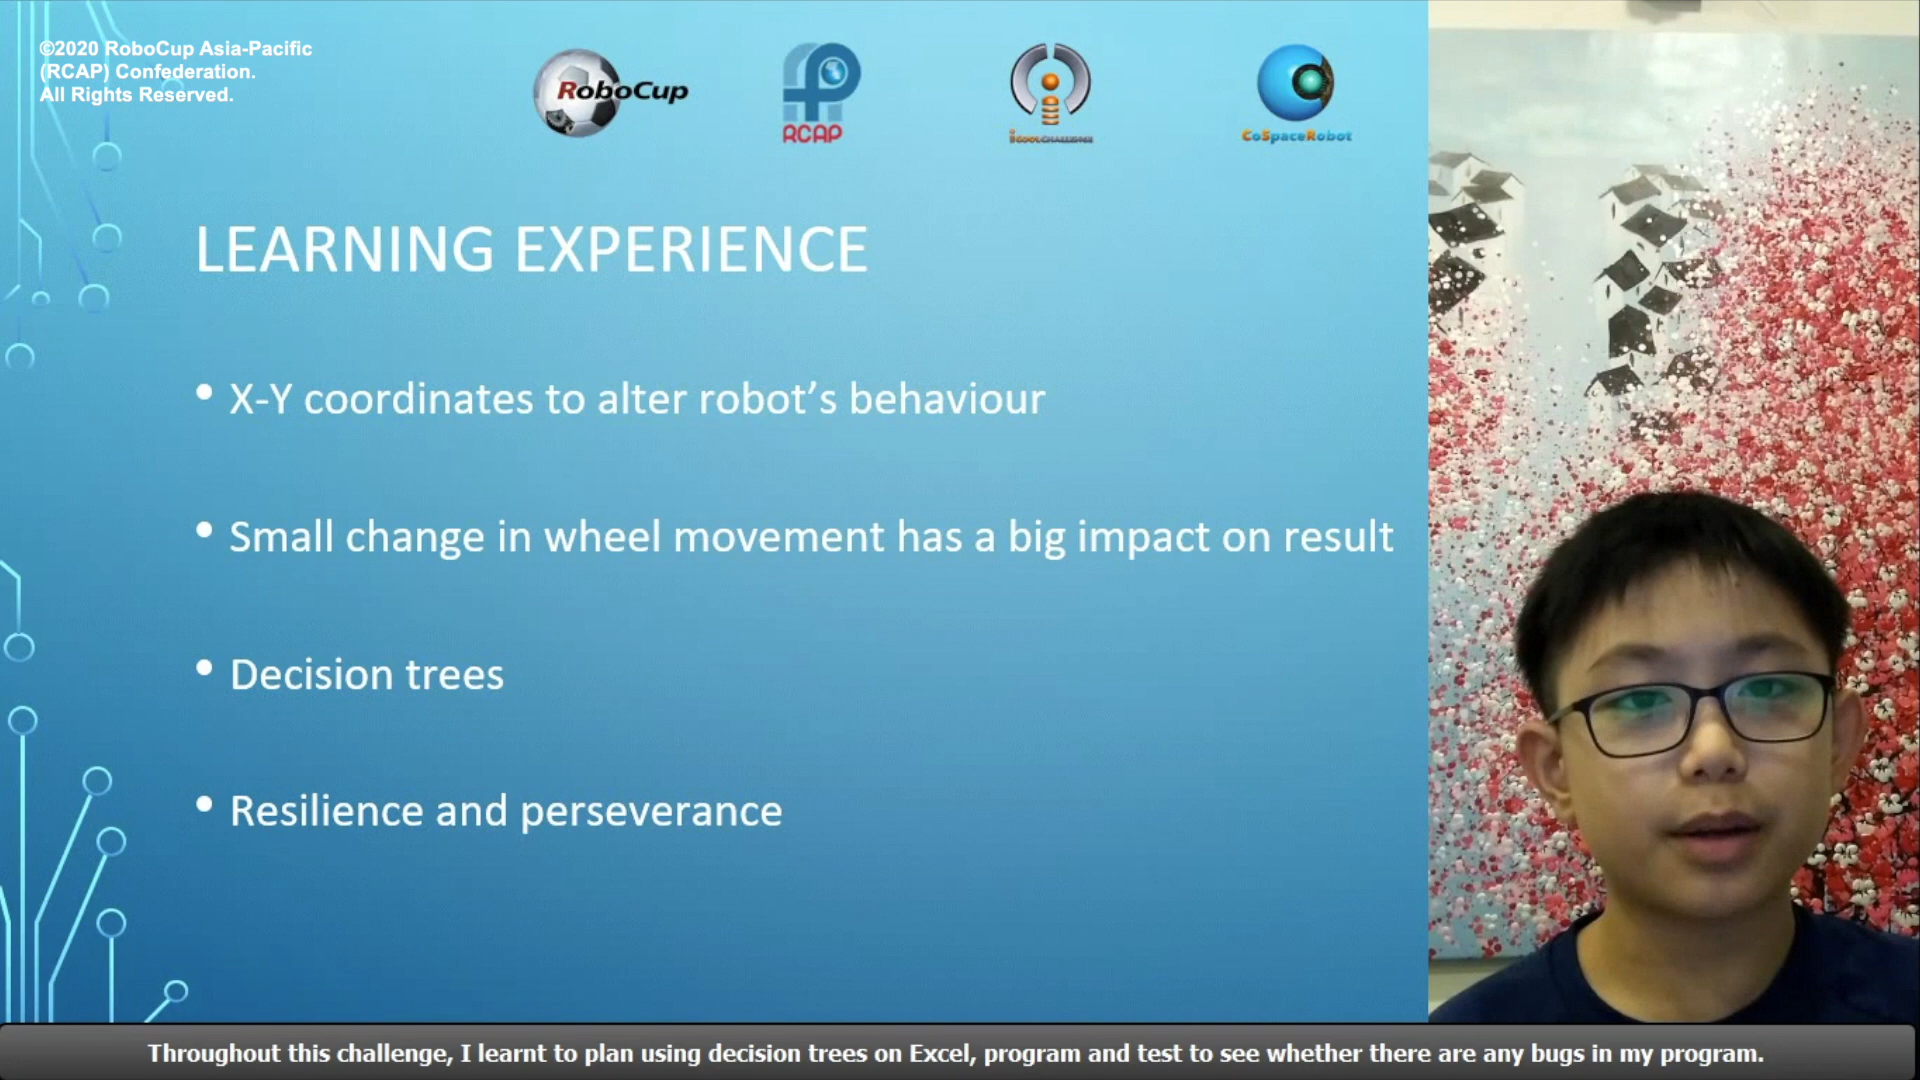 ©2020 RoboCup Asia-Pacific
(RCAP) Confederation.
All Rights Reserved.
RoboCup
RCAP
iCOOLCHALLENGE
CoSpaceRobot
LEARNING EXPERIENCE
• X-Y coordinates to alter robot’s behaviour
• Small change in wheel movement has a big impact on result
• Decision trees
• Resilience and perseverance
Throughout this challenge, I learnt to plan using decision trees on Excel, program and test to see whether there are any bugs in my program.